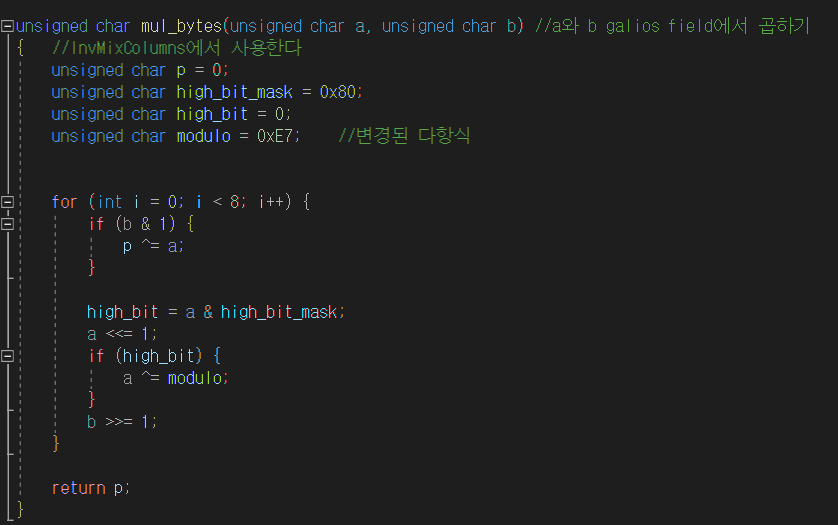 unsigned char mul_bytes(unsigned char a, unsigned char b) //a와 b galios field에서 곱하기
{ //InvMixColumns에서 사용한다
unsigned char p = 0;
unsigned char high_bit_mask = 0x80;
unsigned char high_bit = 0;
unsigned char modulo = 0xE7; //변경된 다항식
for (int i = 0; i < 8; i++) {
if (b & 1) {
p ^= a;
}
high_bit = a & high_bit_mask;
a <<= 1;
if (high_bit) {
a ^= modulo;
}
b >>= 1;
}
return p;
}